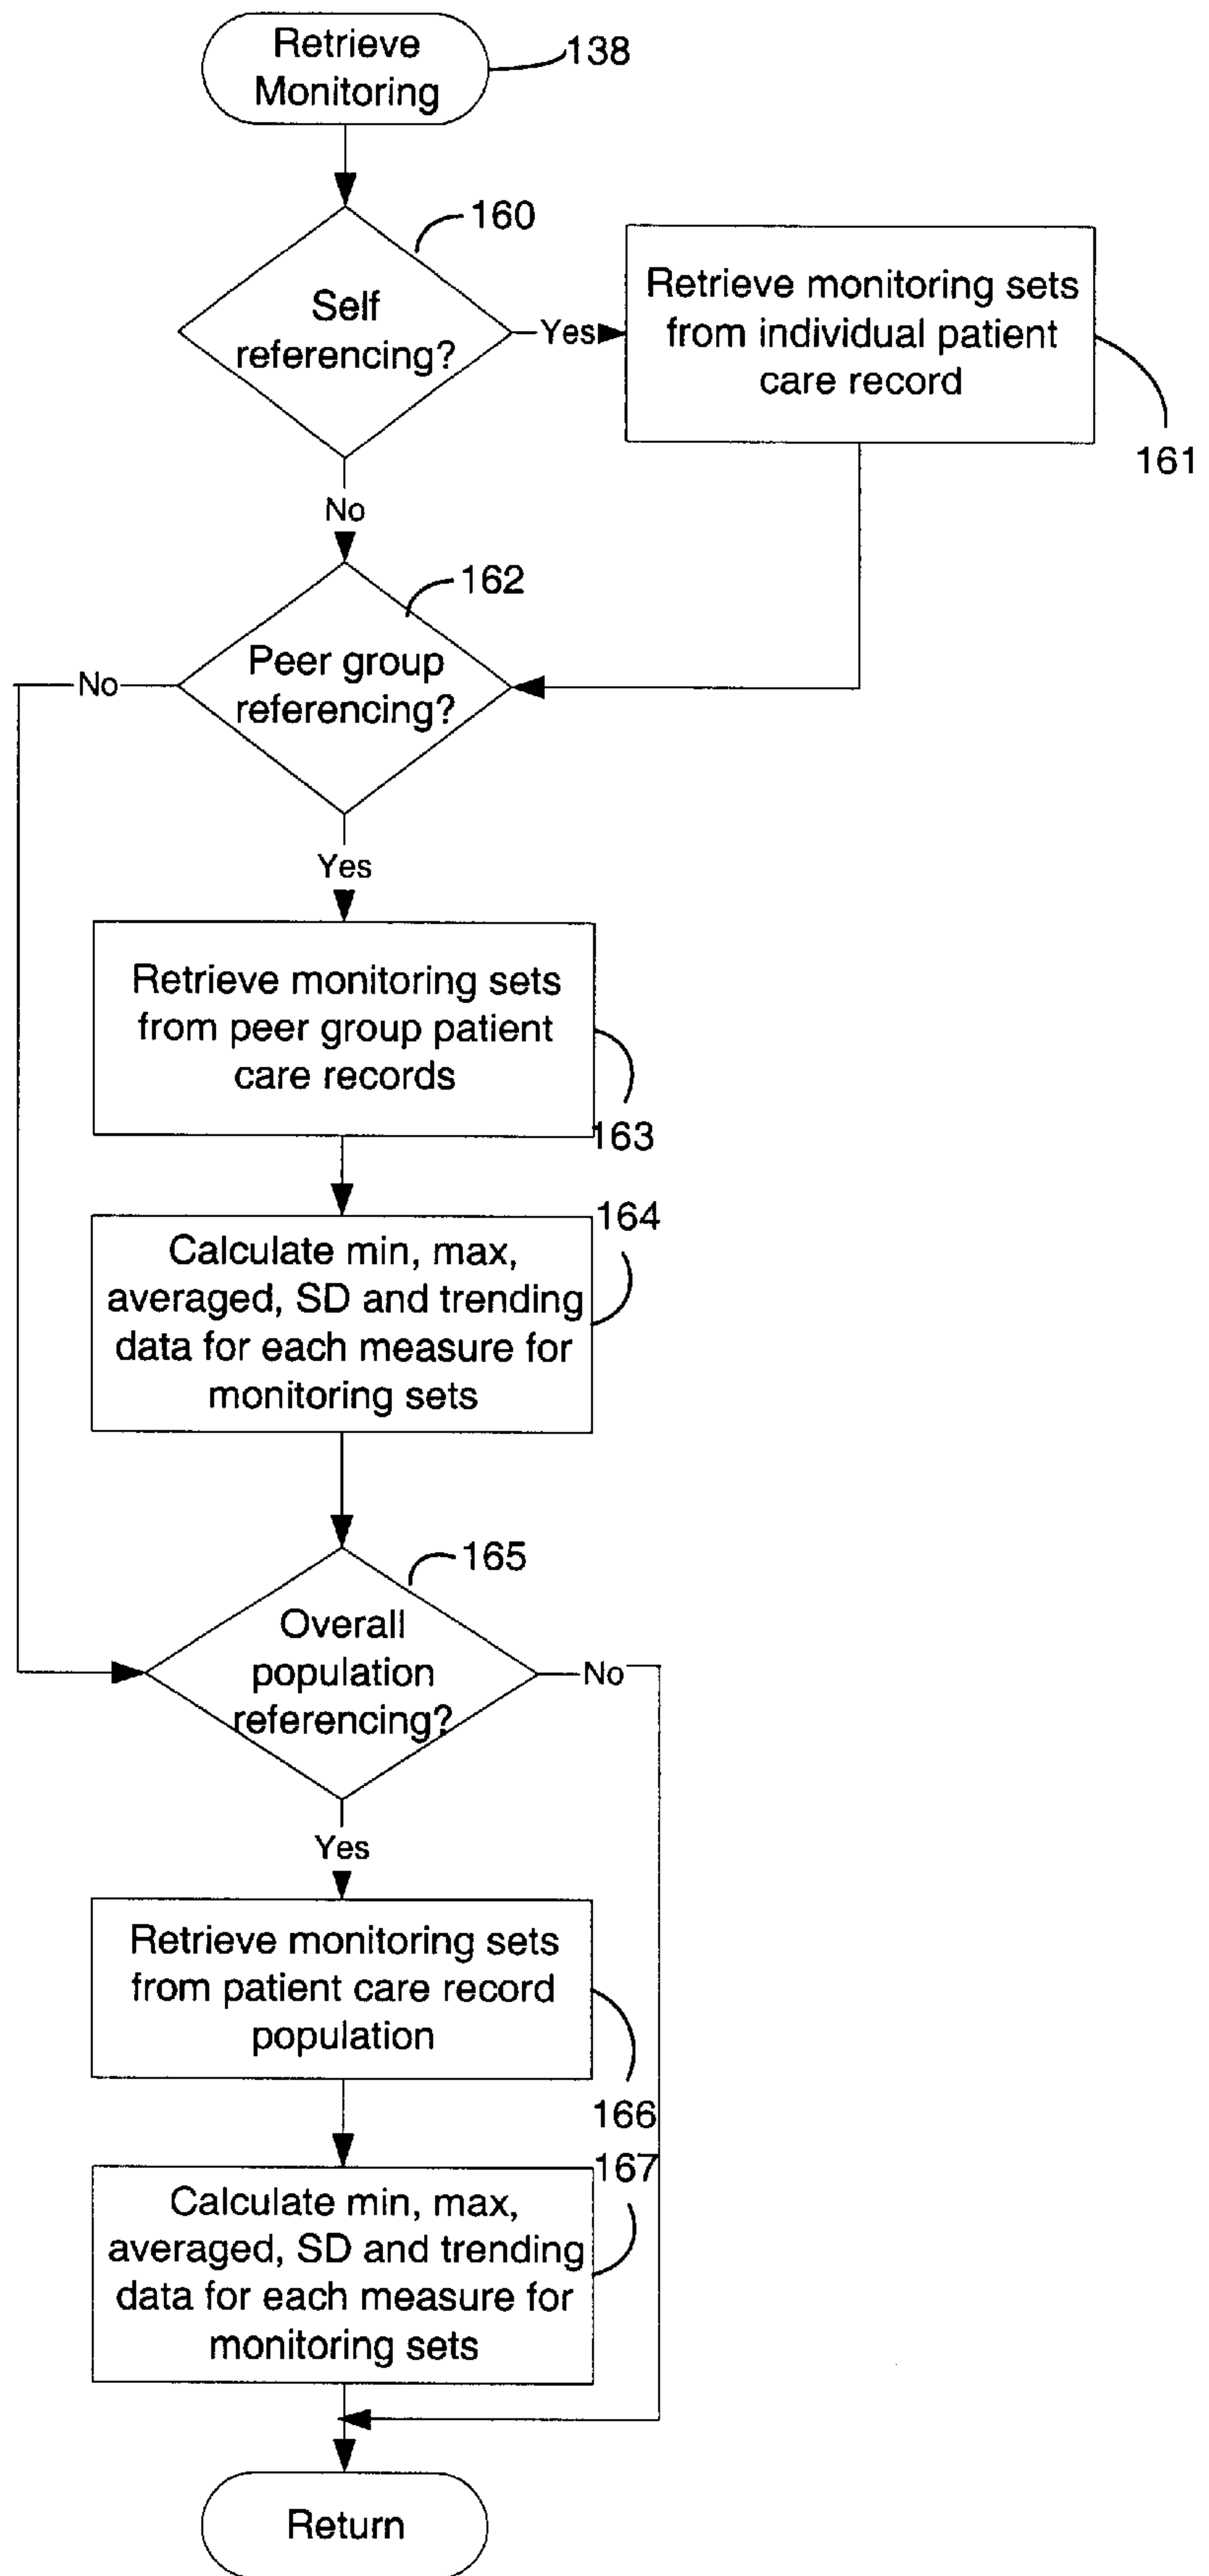 Retrieve
Monitoring
138
160
Self
referencing?
Yes
Retrieve monitoring sets
from individual patient
care record
161
No
162
Peer group
referencing?
No
Yes
Retrieve monitoring sets
from peer group patient
care records
163
164
Calculate min, max,
averaged, SD and trending
data for each measure for
monitoring sets
165
Overall
population
referencing?
No
Yes
Retrieve monitoring sets
from patient care record
population
166
167
Calculate min, max,
averaged, SD and trending
data for each measure for
monitoring sets
Return